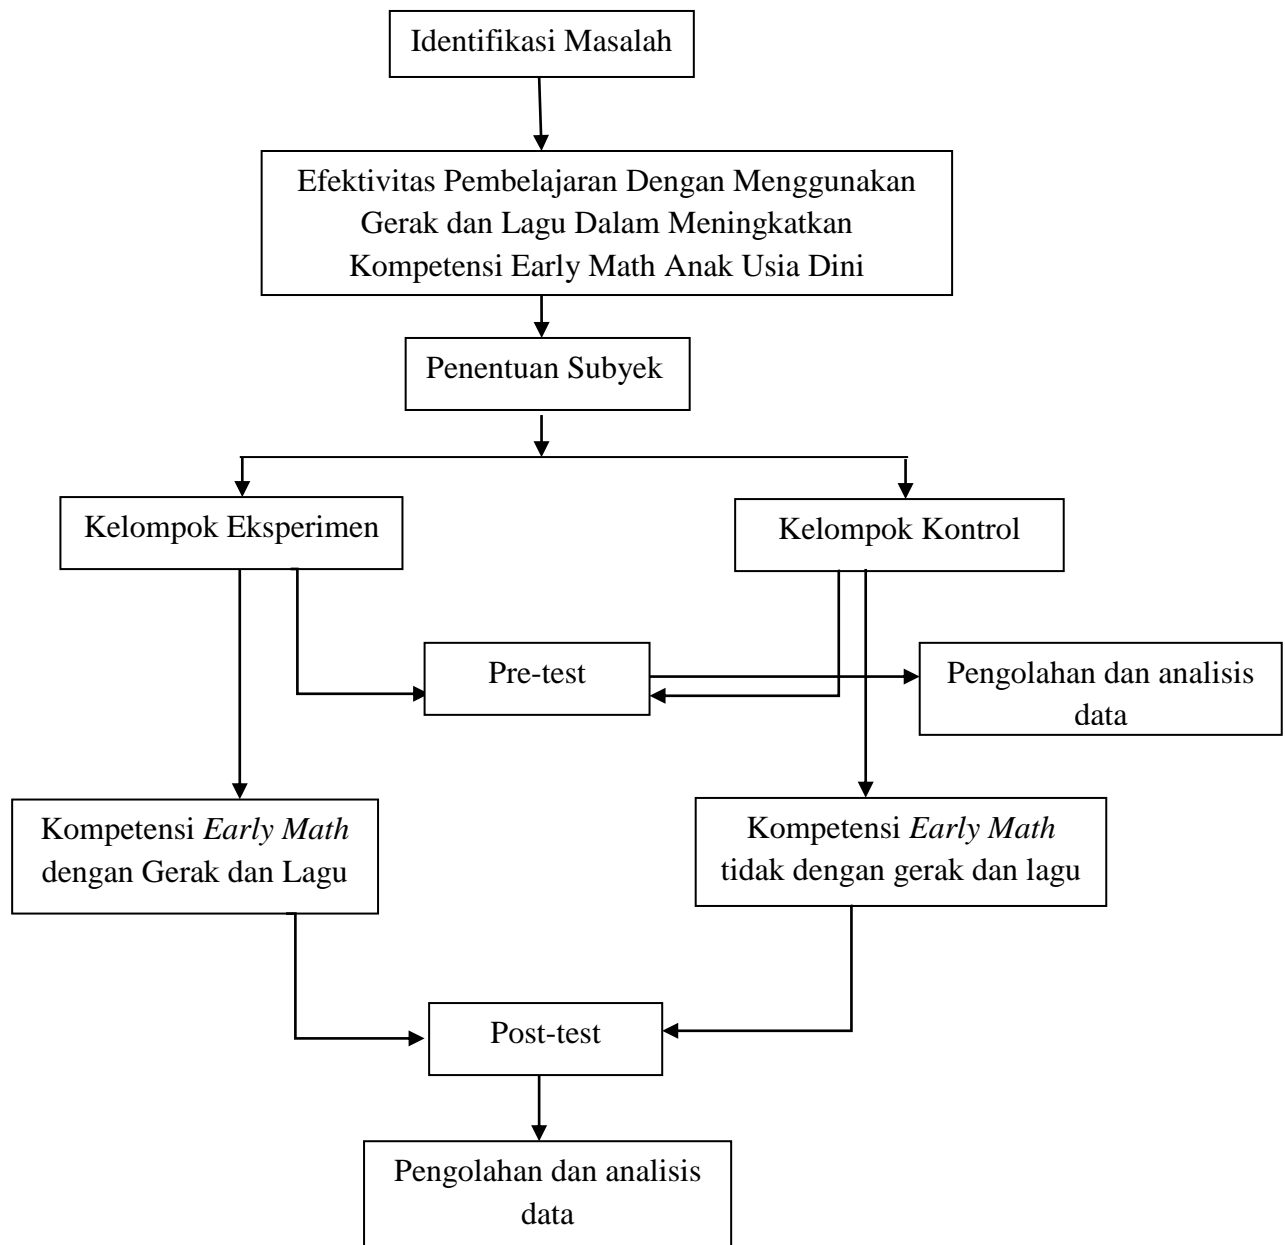 Identifikasi Masalah
Efektivitas Pembelajaran Dengan Menggunakan
Gerak dan Lagu Dalam Meningkatkan
Kompetensi Early Math Anak Usia Dini
Penentuan Subyek
Kelompok Eksperimen
Kelompok Kontrol
Pre-test
Pengolahan dan analisis
data
Kompetensi Early Math
dengan Gerak dan Lagu
Kompetensi Early Math
tidak dengan gerak dan lagu
Post-test
Pengolahan dan analisis
data